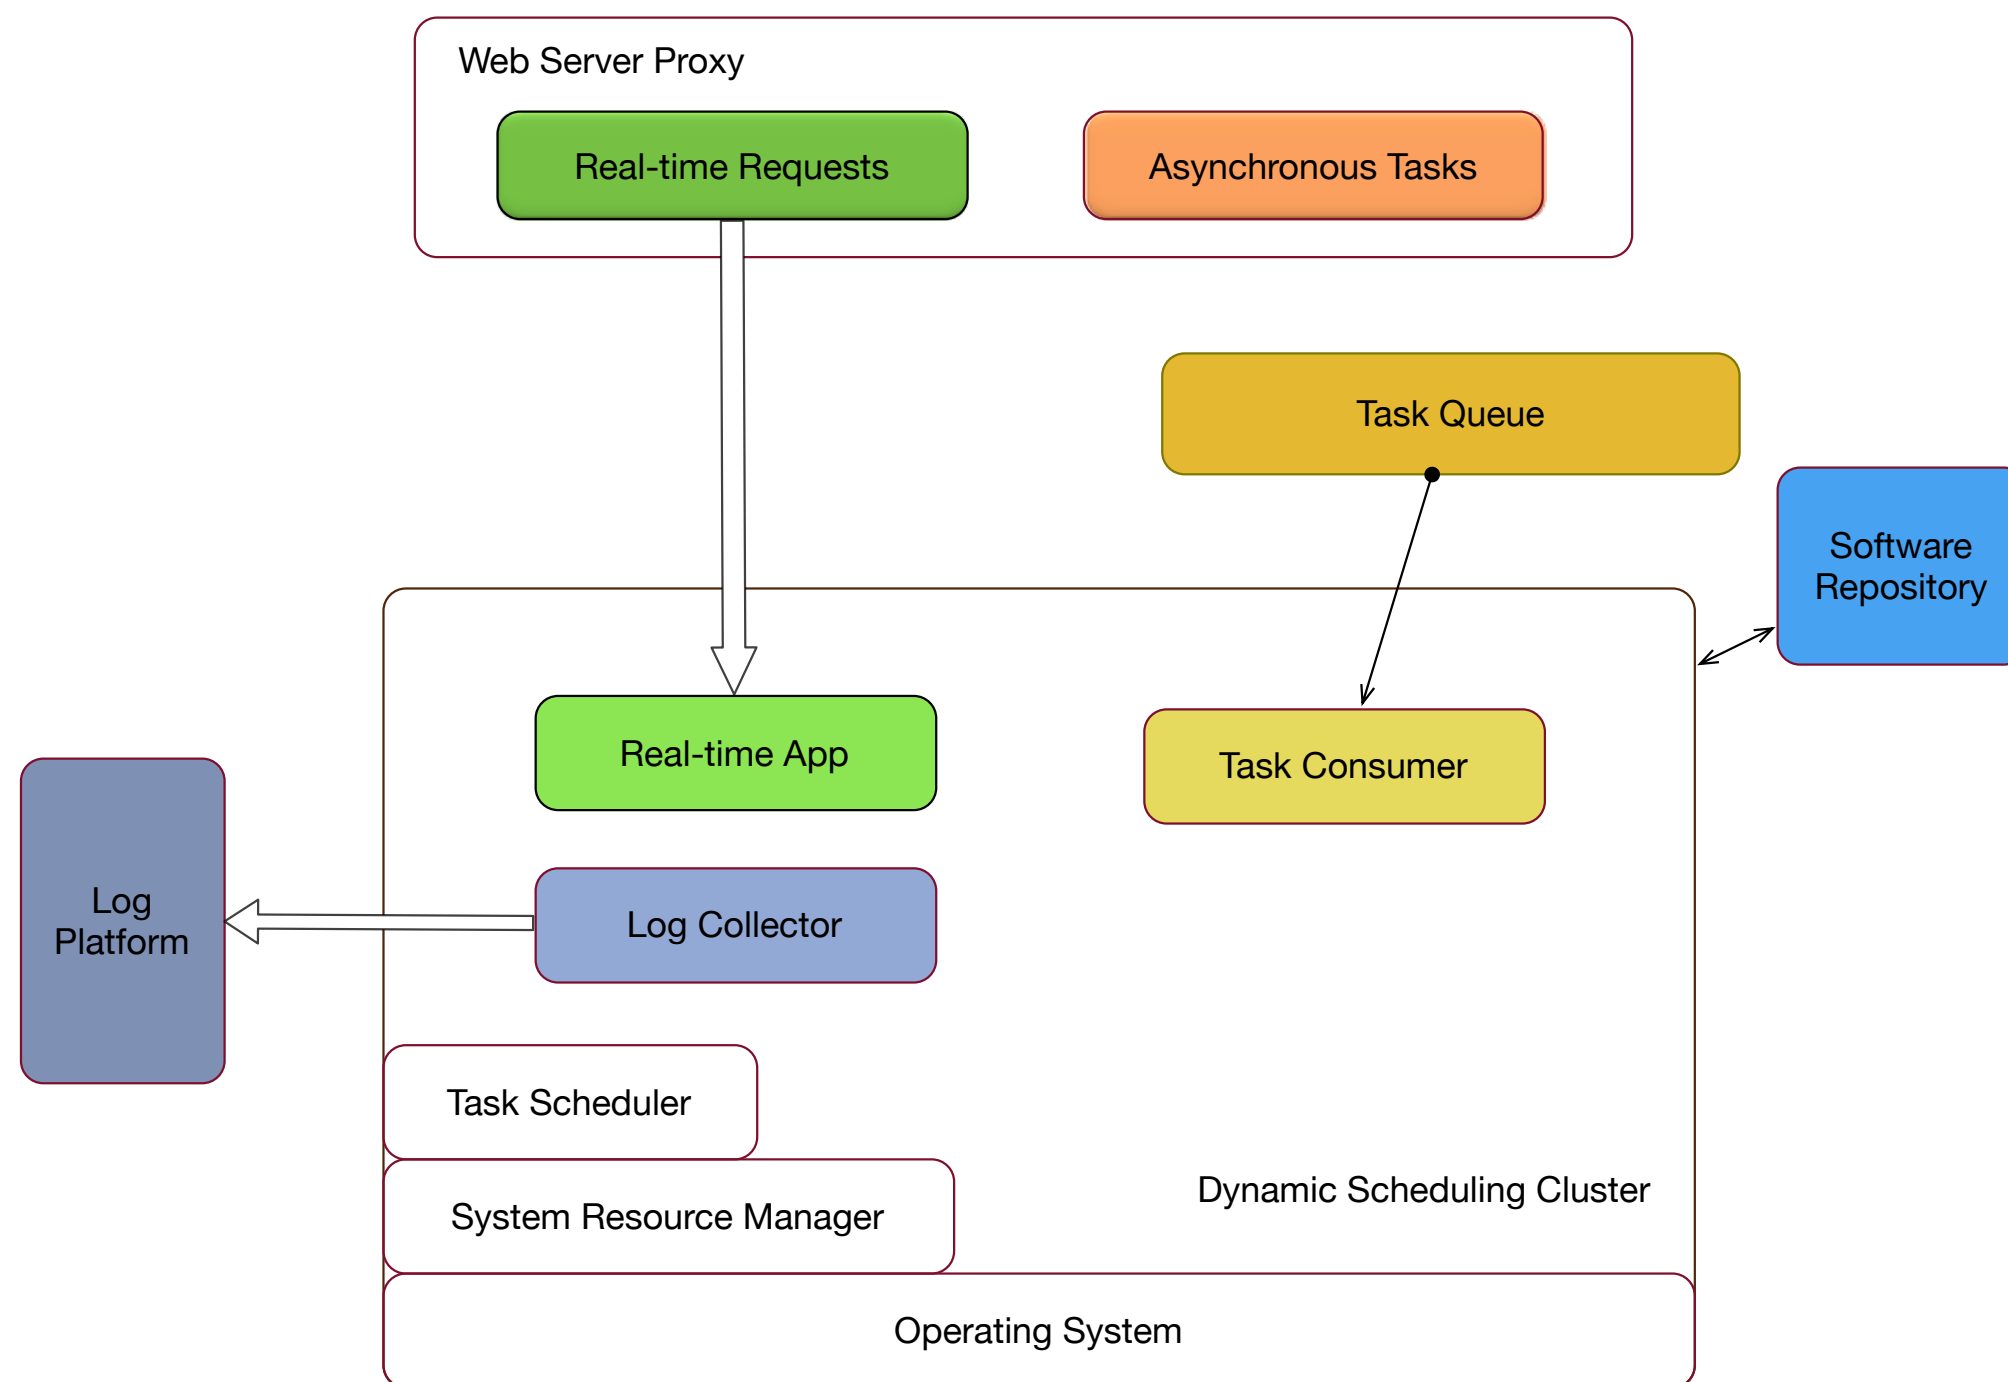 Web Server Proxy
Real-time Requests
Asynchronous Tasks
Task Queue
Software
Repository
Real-time App
Task Consumer
Log
Platform
Log Collector
Task Scheduler
Dynamic Scheduling Cluster
System Resource Manager
Operating System